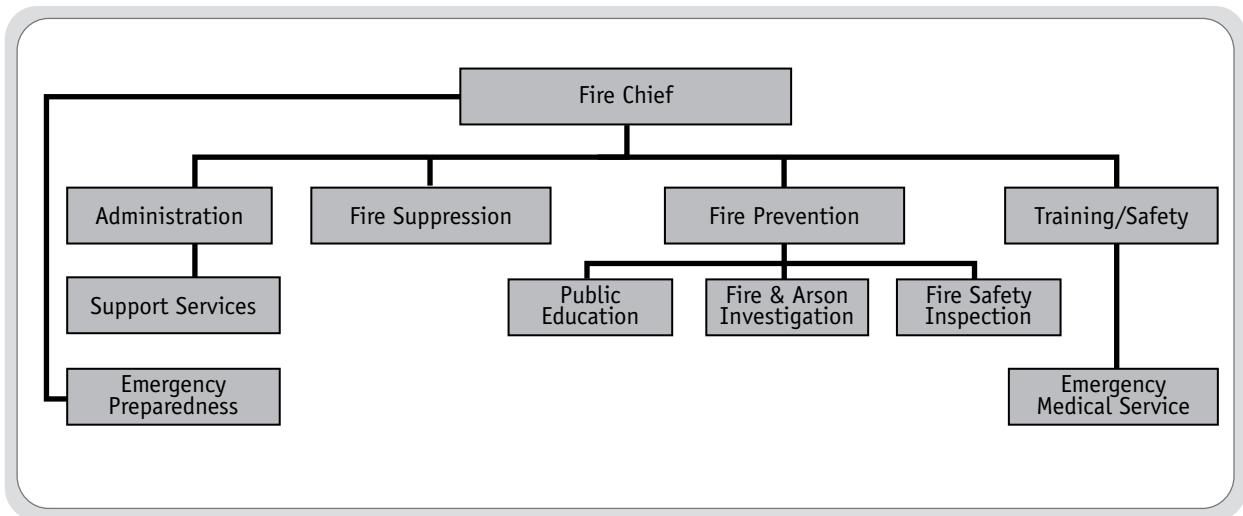 Fire Chief
Administration
Fire Suppression
Fire Prevention
Training/Safety
Support Services
Public
Education
Fire & Arson
Investigation
Fire Safety
Inspection
Emergency
Preparedness
Emergency
Medical Service